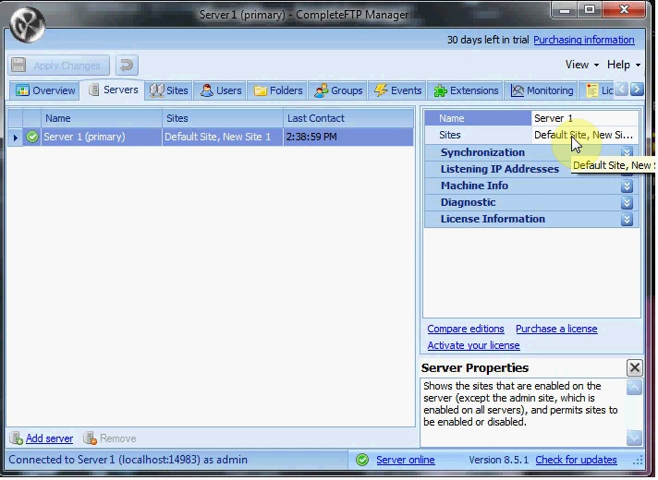 Server 1 (primary) - CompleteFTP Manager
30 days left in trial Purchasing information
Apply Changes
View Help
Overview Servers Sites Users Folders Groups Events Extensions Monitoring Lic
Name Sites Last Contact
Server 1 (primary) Default Site, New Site 1 2:38:59 PM
Name Server 1
Sites Default Site, New Si...
Default Site, New
Synchronization
Listening IP Addresses
Machine Info
Diagnostic
License Information
Compare editions Purchase a license
Activate your license
Server Properties
Shows the sites that are enabled on the
server (except the admin site, which is
enabled on all servers), and permits sites to
be enabled or disabled.
Add server Remove
Connected to Server 1 (localhost:14983) as admin Server online Version 8.5.1 Check for updates